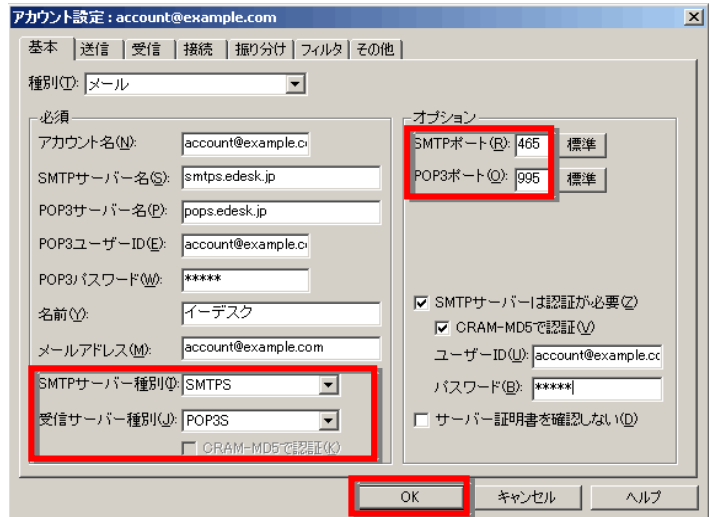 アカウント設定 : account@example.com
基本 送信 受信 接続 振り分け フィルタ その他
種別(T): メール
必須
アカウント名(N): account@example.c
SMTPサーバー名(S): smtps.edesk.jp
POP3サーバー名(P): pops.edesk.jp
POP3ユーザーID(E): account@example.c
POP3パスワード(W): *****
名前(Y): イーデスク
メールアドレス(M): account@example.com
SMTPサーバー種別(I): SMTPS
受信サーバー種別(J): POP3S
CRAM-MD5で認証(K)
オプション
SMTPポート(R): 465 標準
POP3ポート(O): 995 標準
SMTPサーバーは認証が必要(Z)
CRAM-MD5で認証(V)
ユーザーID(U): account@example.cc
パスワード(B): *****
サーバー証明書を確認しない(D)
OK キャンセル ヘルプ